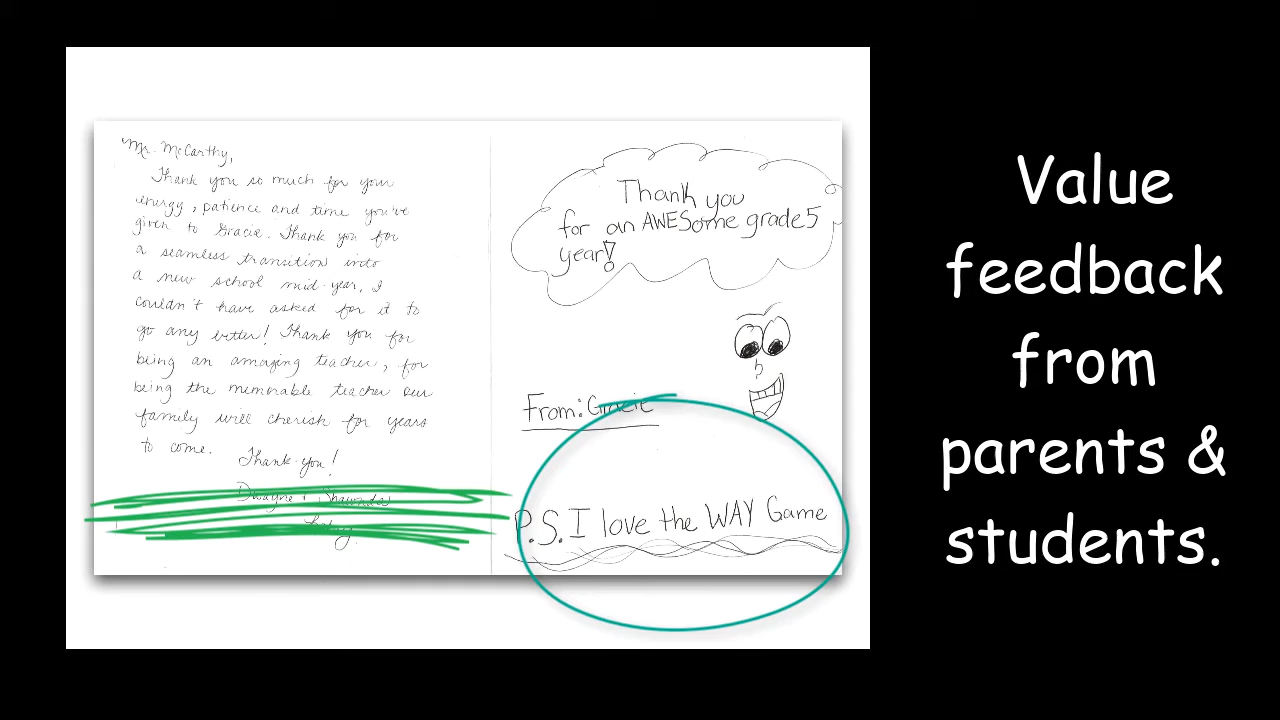 Mr. McCarthy,
Thank you so much for your
energy, patience and time you've
given to Gracie. Thank you for
a seamless transition into
a new school mid-year, I
couldn't have asked for it to
go any better! Thank you for
being an amazing teacher, for
being the memorable teacher our
family will cherish for years
to come.
Thank you!
Thank you
for an AWESome grade 5
year!
From: Gracie
P.S. I love the WAY Game
Value
feedback
from
parents &
students.